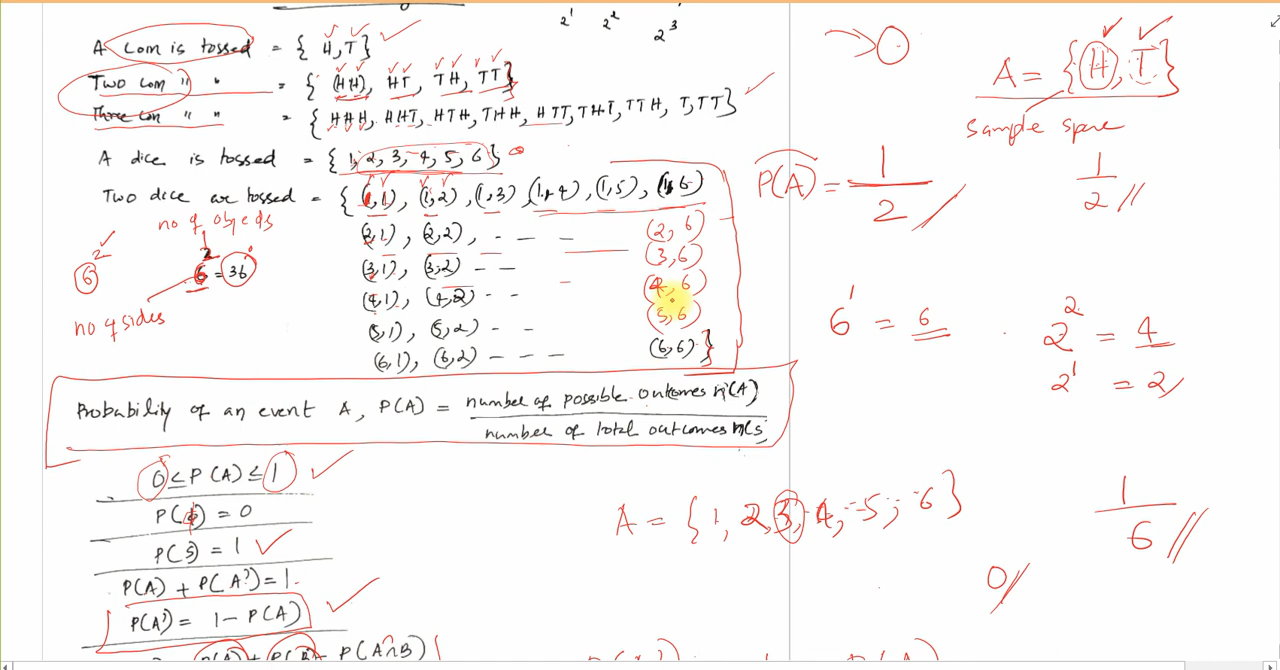 2¹ 2² 2³
A Coin is tossed = { H, T }
Two Coin " " = { (HH), HT, TH, TT }
Three Coin " " = { HHH, HHT, HTH, THH, HTT, THT, TTH, T,TT }
A dice is tossed = { 1, 2, 3, 4, 5, 6 }
Two dice are tossed = { (1,1), (1,2), (1,3), (1,4), (1,5), (1,6)
(2,1), (2,2), - - - (2,6)
(3,1), (3,2) - - (3,6)
(4,1), (4,2) - - - (4,6)
(5,1), (5,2) - - (5,6)
(6,1), (6,2) - - - (6,6) }
no of objects
6²
6² = 36
no of sides
Probability of an event A, P(A) = number of possible outcomes n(A)
number of total outcomes n(s
0 ≤ P(A) ≤ 1
P(ϕ) = 0
P(S) = 1
P(A) + P(A') = 1
P(A') = 1 - P(A)
P(A∩B)
A = { H, T }
Sample space
P(A) = 1/2
1/2 //
6¹ = 6
2² = 4
2¹ = 2
A = { 1, 2, 3, 4, 5, 6 }
1/6 //
0